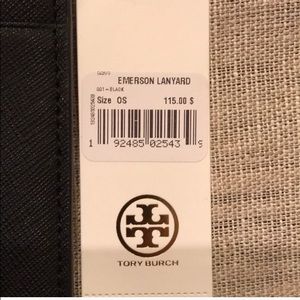 EMERSON LANYARD
001 - BLACK
Size OS 115.00 $
1 92485 02543 9
TORY BURCH